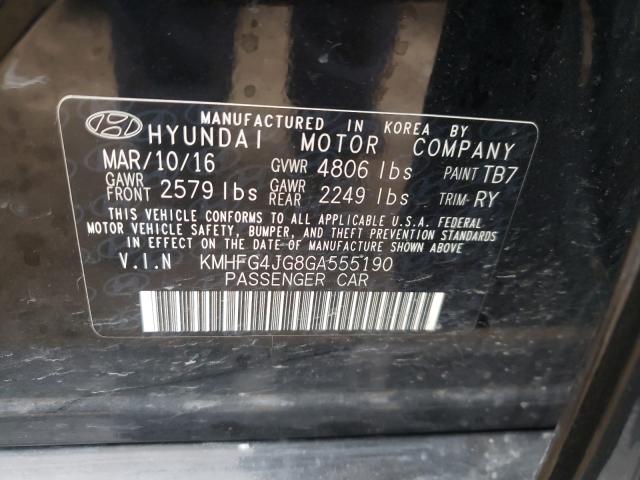 MANUFACTURED IN KOREA BY
HYUNDAI MOTOR COMPANY
MAR/10/16 GVWR 4806 lbs PAINT TB7
GAWR FRONT 2579 lbs GAWR REAR 2249 lbs TRIM- RY
THIS VEHICLE CONFORMS TO ALL APPLICABLE U.S.A. FEDERAL
MOTOR VEHICLE SAFETY, BUMPER, AND THEFT PREVENTION STANDARDS
IN EFFECT ON THE DATE OF MANUFACTURE SHOWN ABOVE.
V.I.N KMHFG4JG8GA555190
PASSENGER CAR